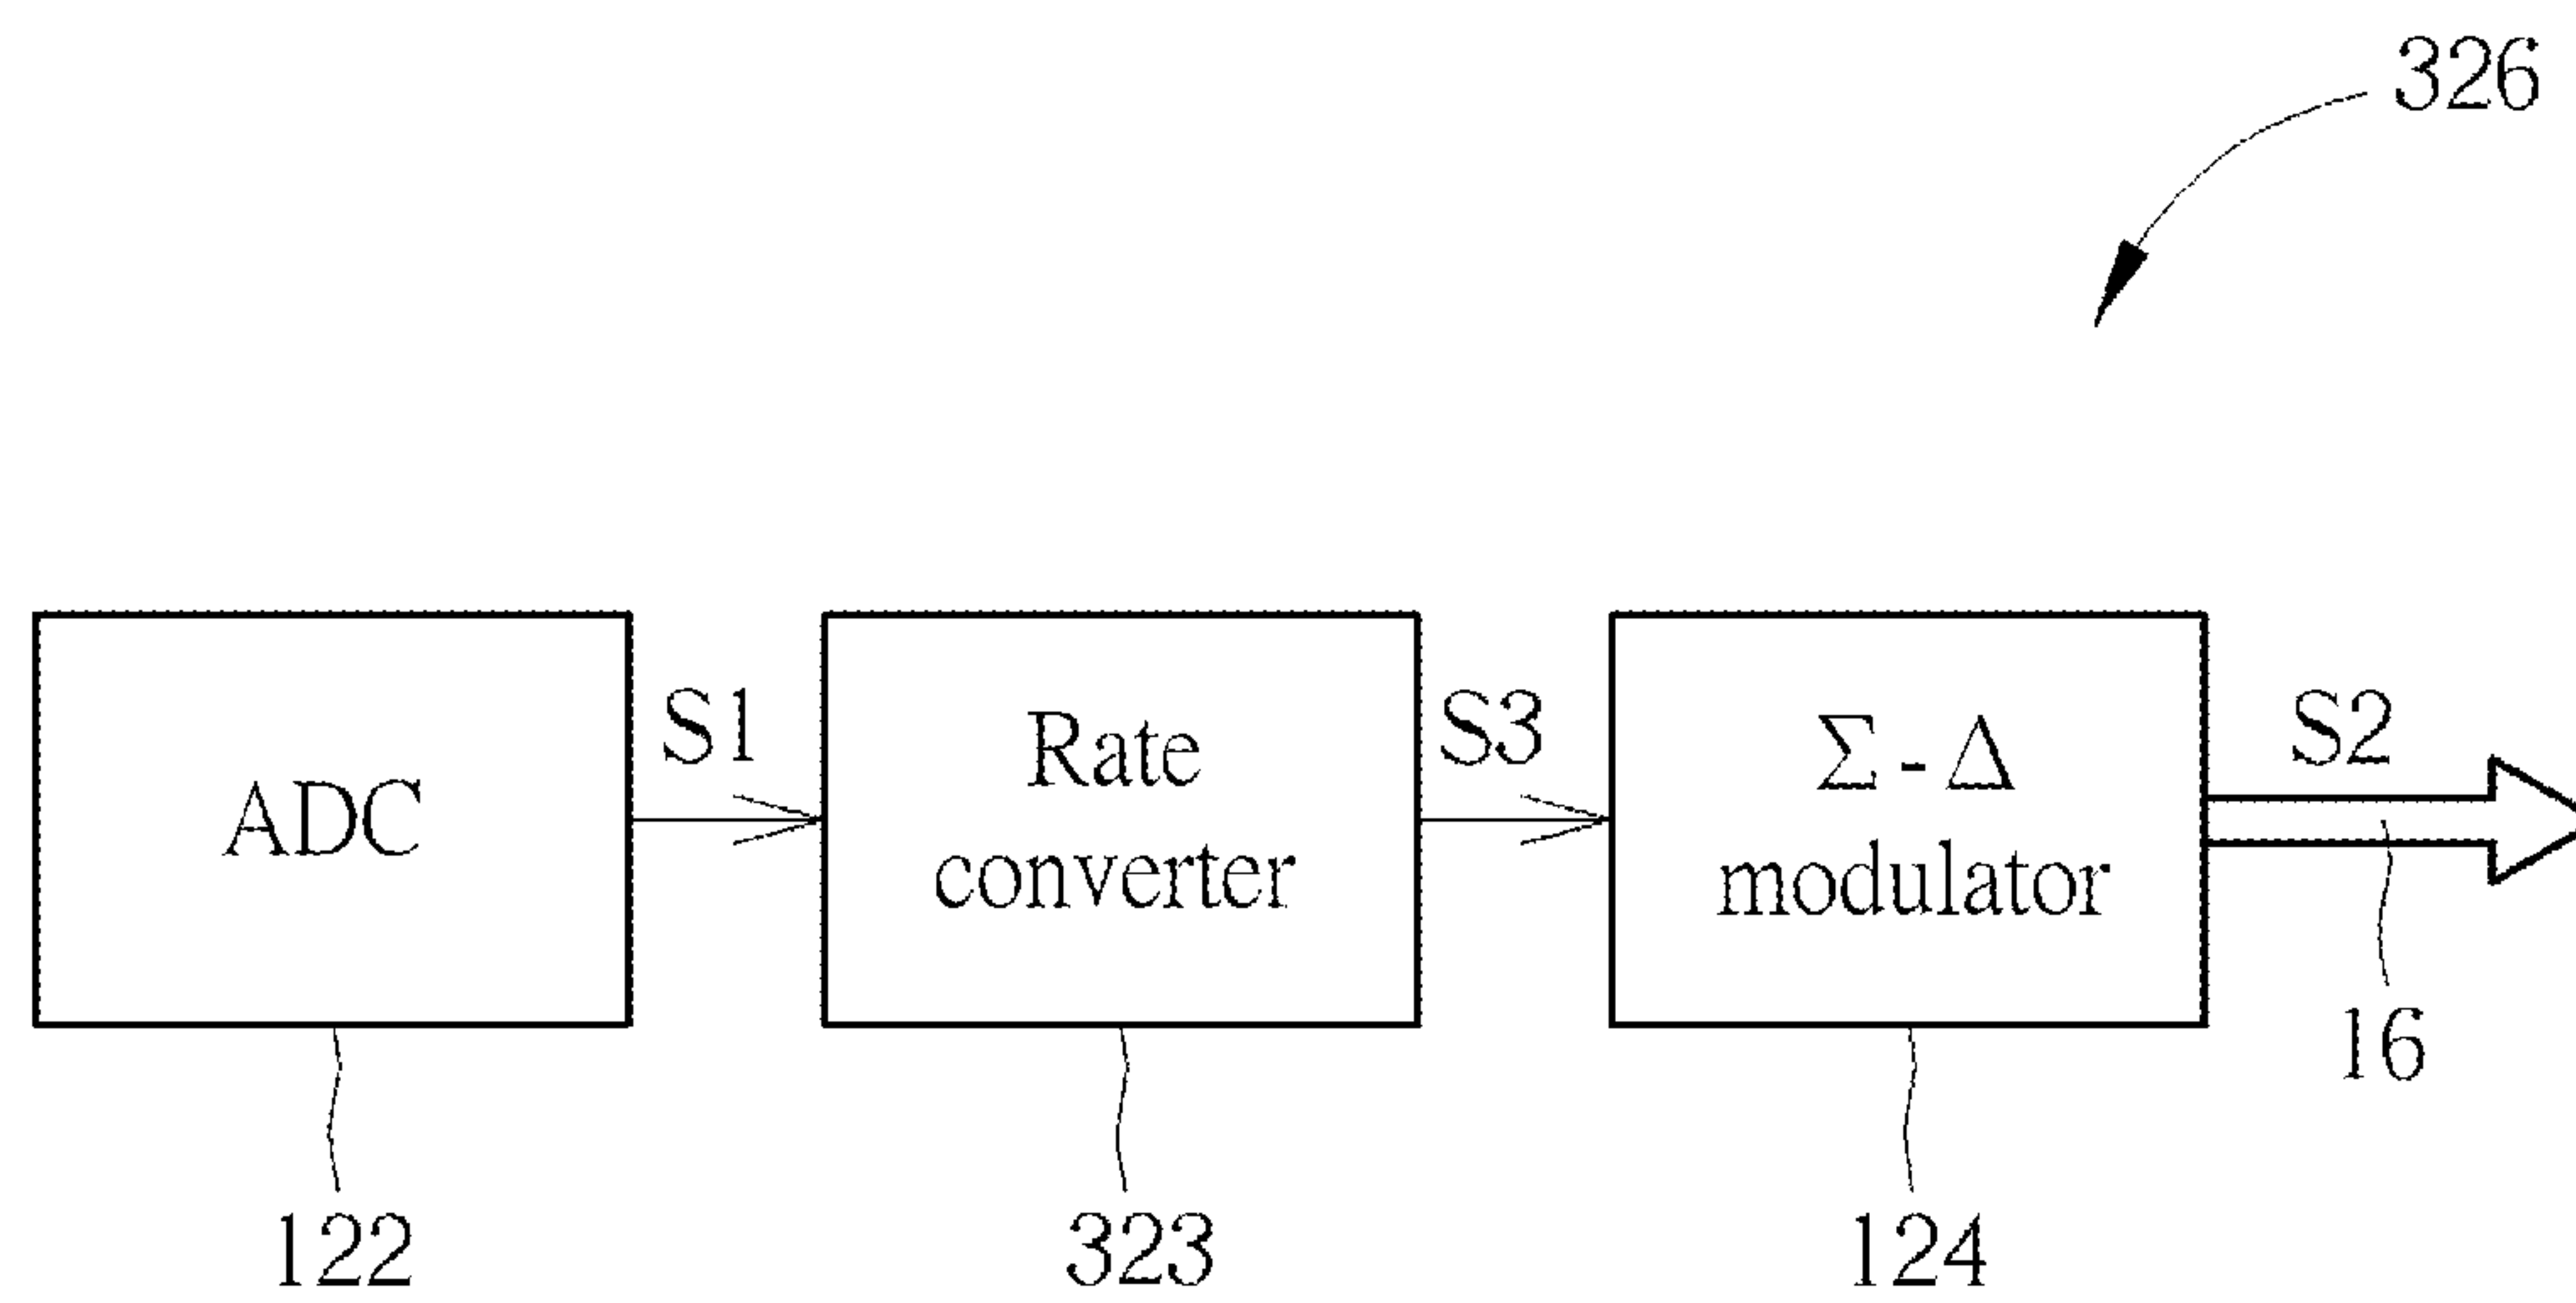 326
ADC
S1
Rate
converter
S3
Σ - Δ
modulator
S2
16
122
323
124